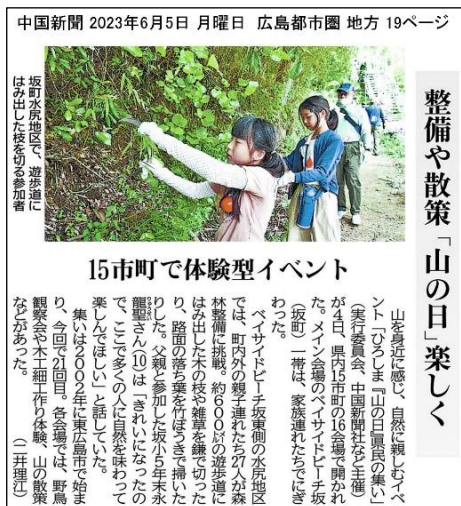 中国新聞 2023年6月5日 月曜日 広島都市圏 地方 19ページ
整備や散策「山の日」楽しく
坂町水尻地区で、遊歩道に
はみ出した枝を切る参加者
15市町で体験型イベント
山を身近に感じ、自然に親しむイベ
ント「ひろしま『山の日』県民の集い」
（実行委員会、中国新聞社など主催）
が4日、県内15市町の16会場で開かれ
た。メイン会場のベイサイドビーチ坂
（坂町）一帯は、家族連れたちでにぎ
わった。
ベイサイドビーチ坂東側の水尻地区
では、町内外の親子連れたち27人が森
林整備に挑戦。約600㍍の遊歩道に
はみ出した木の枝や雑草を鎌で切った
り、路面の落ち葉を竹ぼうきで掃いた
りした。父親と参加した坂小5年末永
龍聖さん（10）は「きれいになったの
で、ここで多くの人に自然を味わって
楽しんでほしい」と話していた。
集いは2002年に東広島市で始ま
り、今回で21回目。各会場では、野鳥
観察会や木工細工作り体験、山の散策
などがあった。（二井理江）